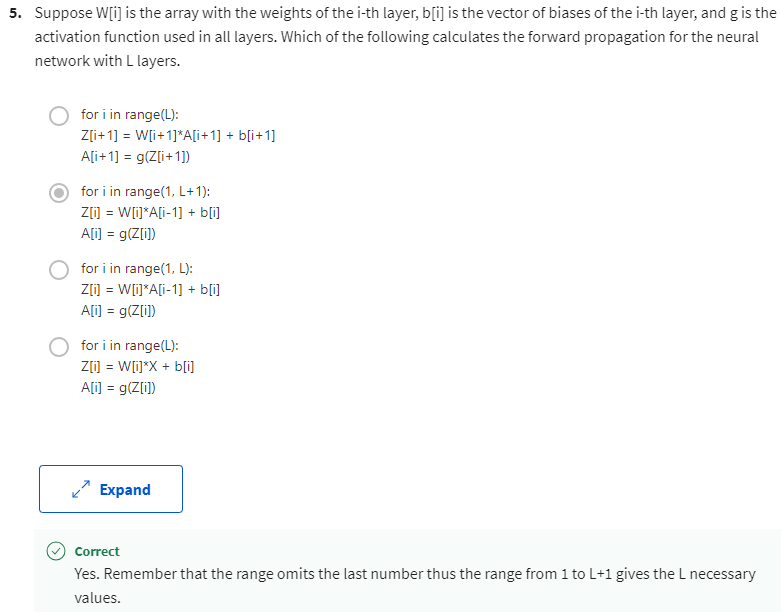 5. Suppose W[i] is the array with the weights of the i-th layer, b[i] is the vector of biases of the i-th layer, and g is the
activation function used in all layers. Which of the following calculates the forward propagation for the neural
network with L layers.
for i in range(L):
Z[i+1] = W[i+1]*A[i+1] + b[i+1]
A[i+1] = g(Z[i+1])
for i in range(1, L+1):
Z[i] = W[i]*A[i-1] + b[i]
A[i] = g(Z[i])
for i in range(1, L):
Z[i] = W[i]*A[i-1] + b[i]
A[i] = g(Z[i])
for i in range(L):
Z[i] = W[i]*X + b[i]
A[i] = g(Z[i])
Expand
Correct
Yes. Remember that the range omits the last number thus the range from 1 to L+1 gives the L necessary
values.